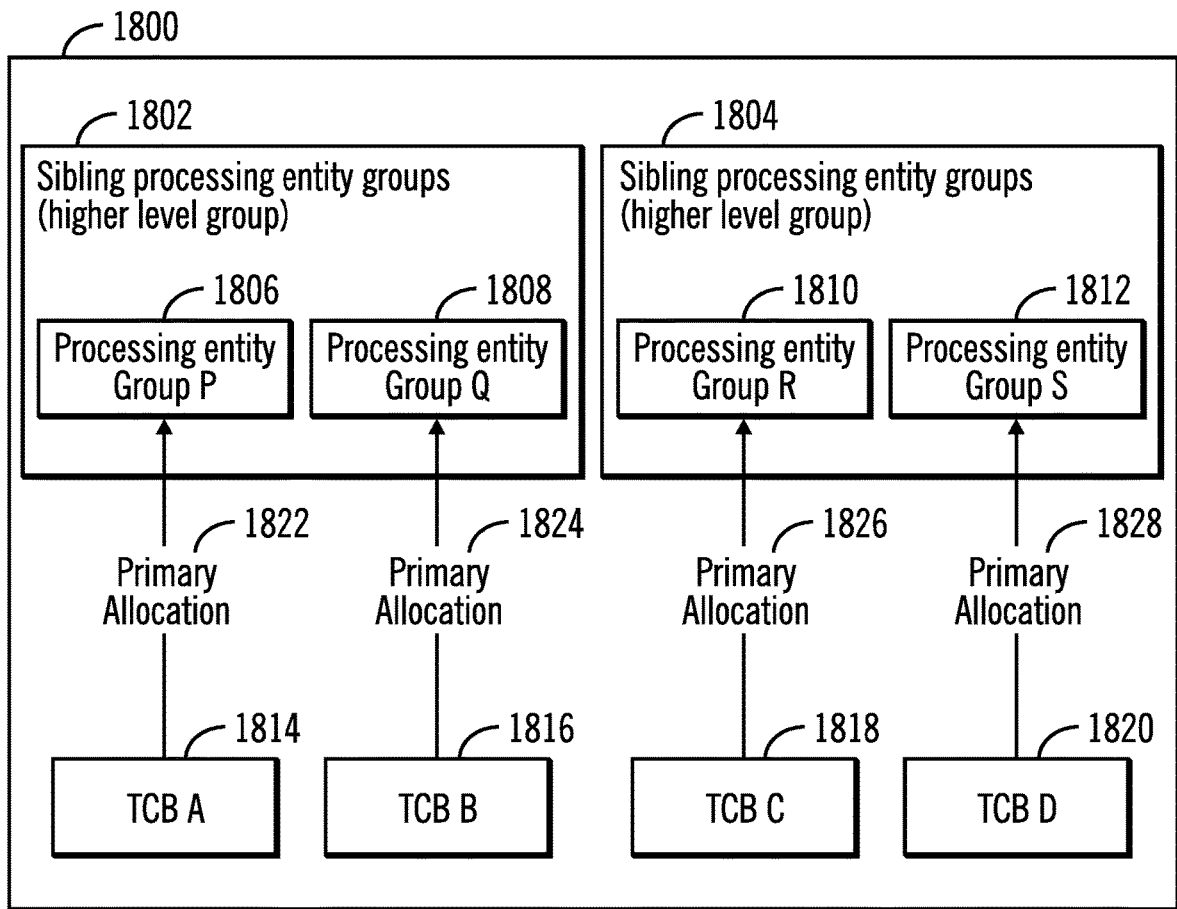 1800
1802
1804
Sibling processing entity groups
(higher level group)
Sibling processing entity groups
(higher level group)
1806
1808
1810
1812
Processing entity
Group P
Processing entity
Group Q
Processing entity
Group R
Processing entity
Group S
1822
1824
1826
1828
Primary
Allocation
Primary
Allocation
Primary
Allocation
Primary
Allocation
1814
1816
1818
1820
TCB A
TCB B
TCB C
TCB D